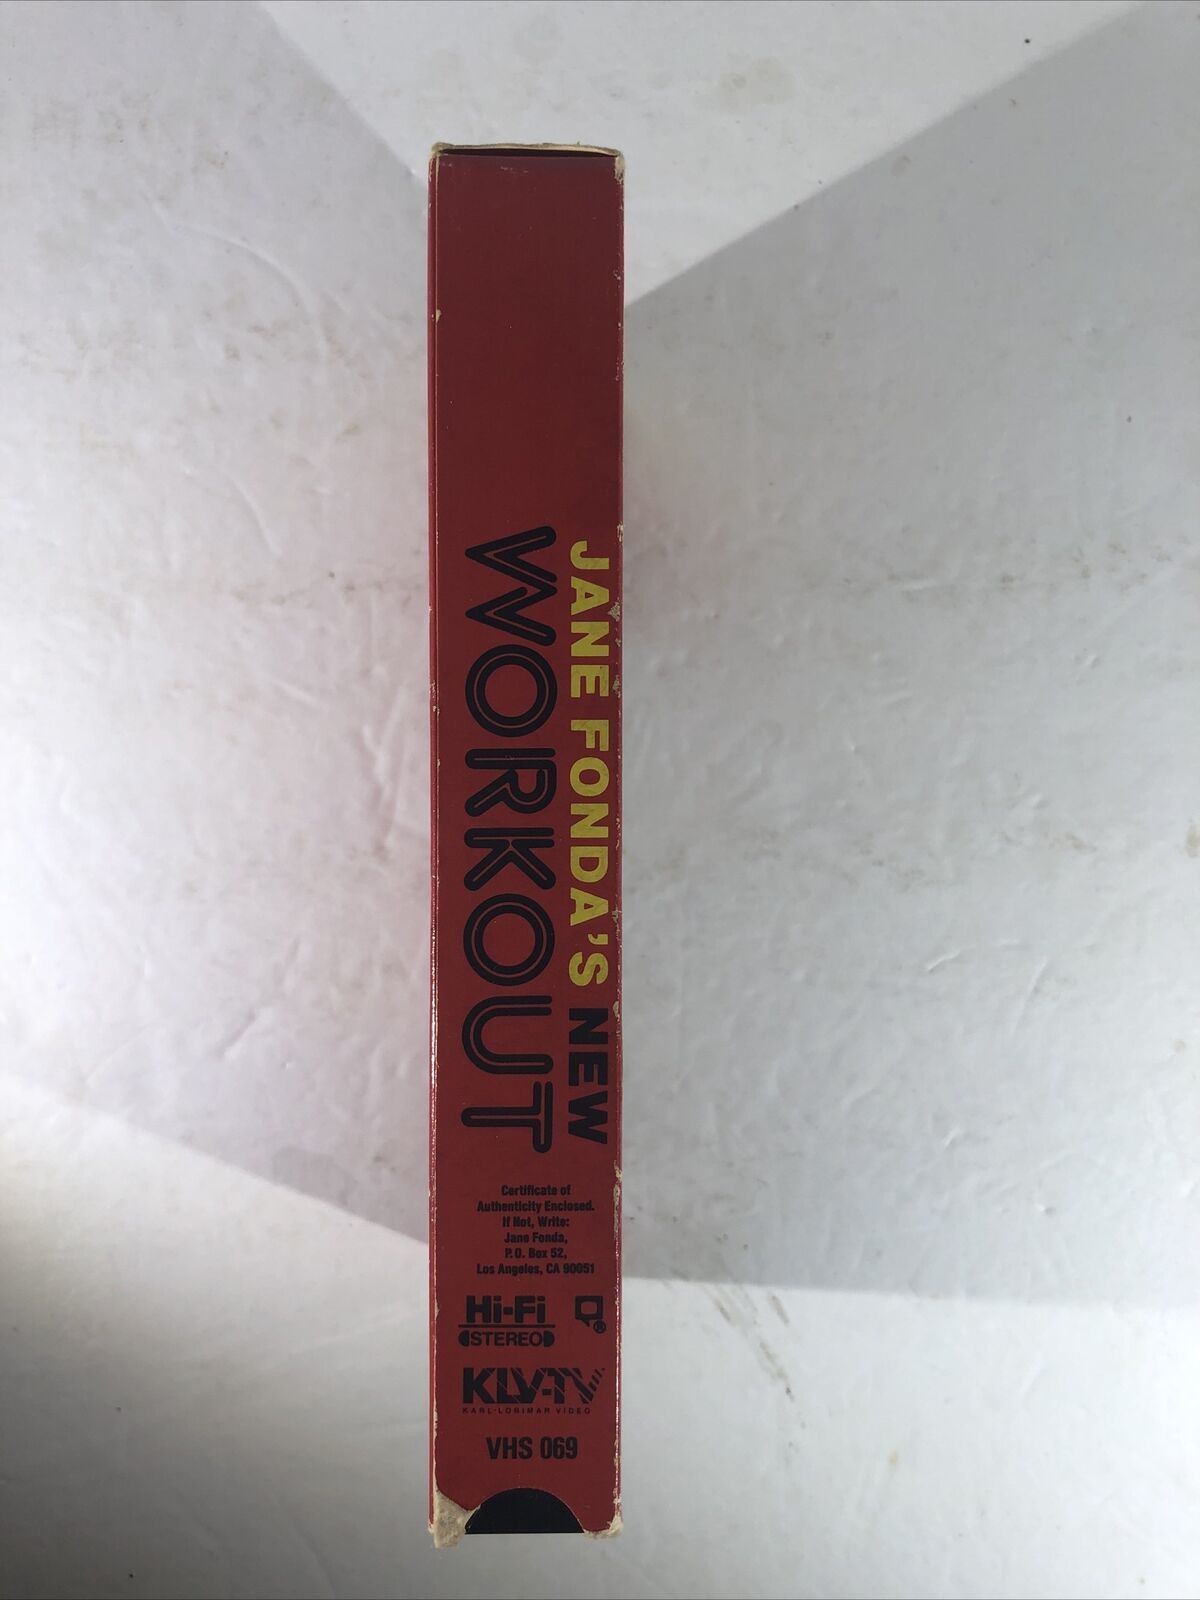 JANE FONDA'S NEW
WORKOUT
Certificate of
Authenticity Enclosed.
If Not, Write:
Jane Fonda,
P.O. Box 52,
Los Angeles, CA 90051
Hi-Fi
STEREO
®
KLV-TV
KARL-LORIMAR VIDEO
VHS 069